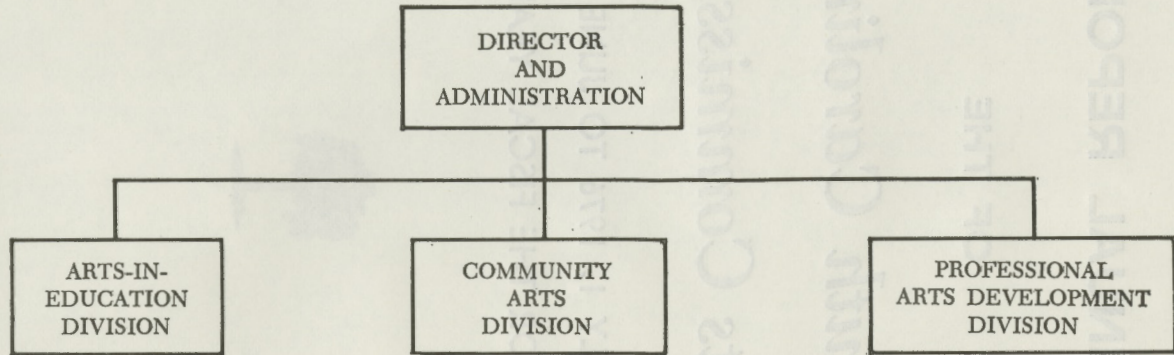 DIRECTOR
AND
ADMINISTRATION
ARTS-IN-
EDUCATION
DIVISION
COMMUNITY
ARTS
DIVISION
PROFESSIONAL
ARTS DEVELOPMENT
DIVISION